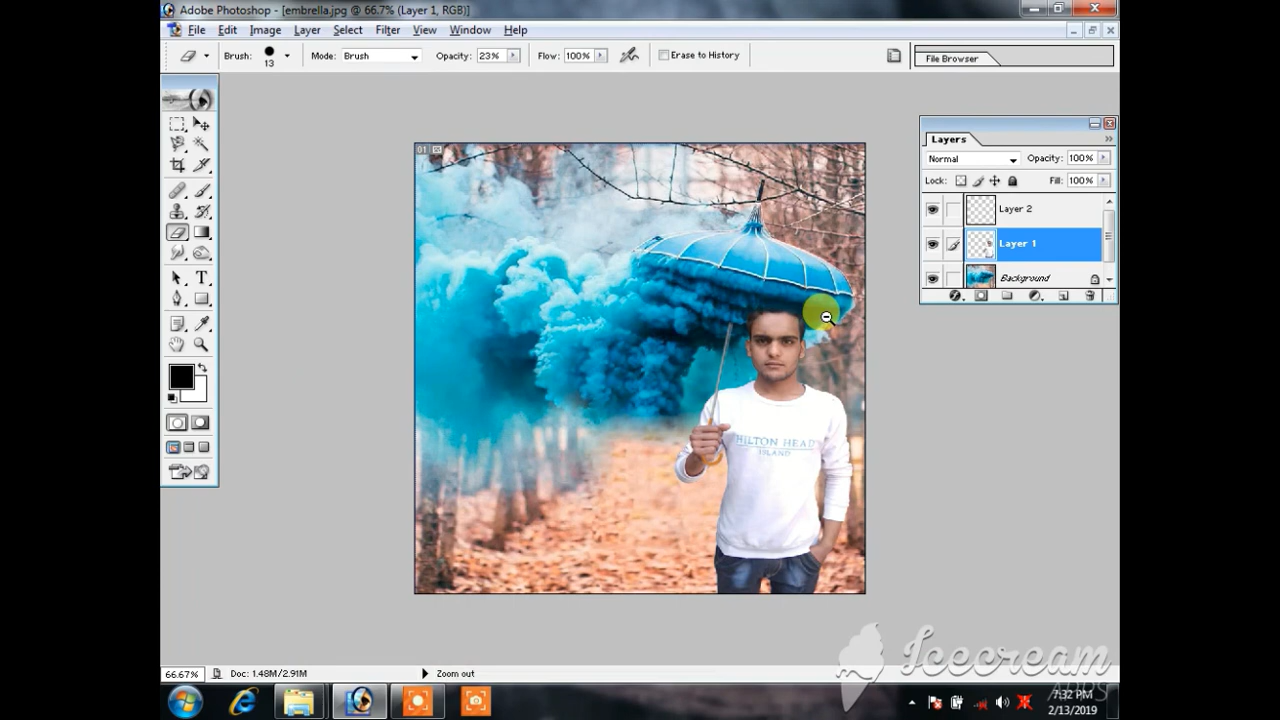 Adobe Photoshop - [embrella.jpg @ 66.7% (Layer 1, RGB)]
File Edit Image Layer Select Filter View Window Help
Brush: 13 Mode: Brush Opacity: 23% Flow: 100% Erase to History File Browser
01
Layers
Normal Opacity: 100%
Lock: Fill: 100%
Layer 2
Layer 1
Background
T
HILTON HEAD
ISLAND
Icecream
APPS
66.67% Doc: 1.48M/2.91M Zoom out
7:32 PM
2/13/2019